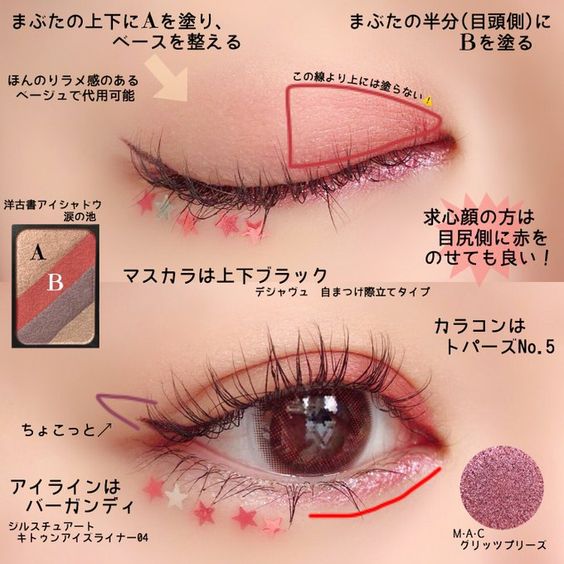 まぶたの上下にAを塗り、
ベースを整える
まぶたの半分(目頭側)に
Bを塗る
ほんのりラメ感のある
ベージュで代用可能
この線より上には塗らない!
洋古書アイシャトウ
涙の池
A
B
求心顔の方は
目尻側に赤を
のせても良い!
マスカラは上下ブラック
デシャヴュ 自まつげ際立てタイプ
カラコンは
トパーズNo.5
ちょこっと↗
アイラインは
バーガンディ
シルスチュアート
キトゥンアイズライナー04
M・A・C
グリッツプリーズ